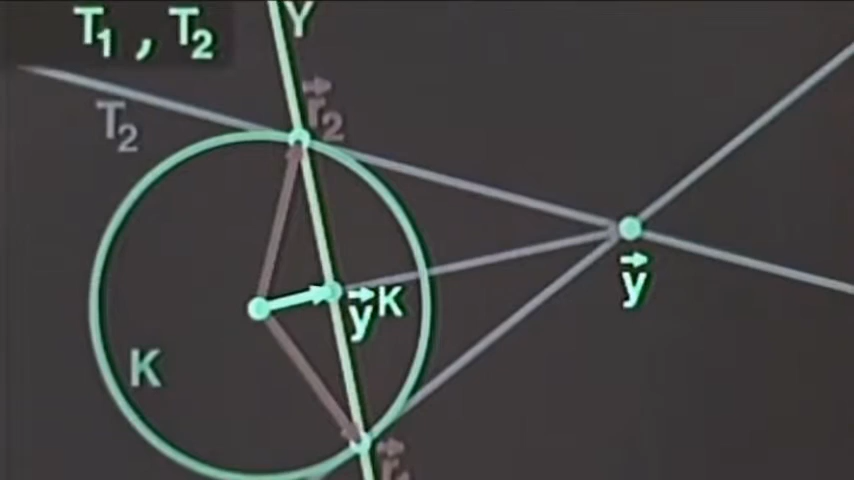 T₁ , T₂
Y
r⃗₂
T₂
y⃗
y⃗ᴷ
K
r⃗₁